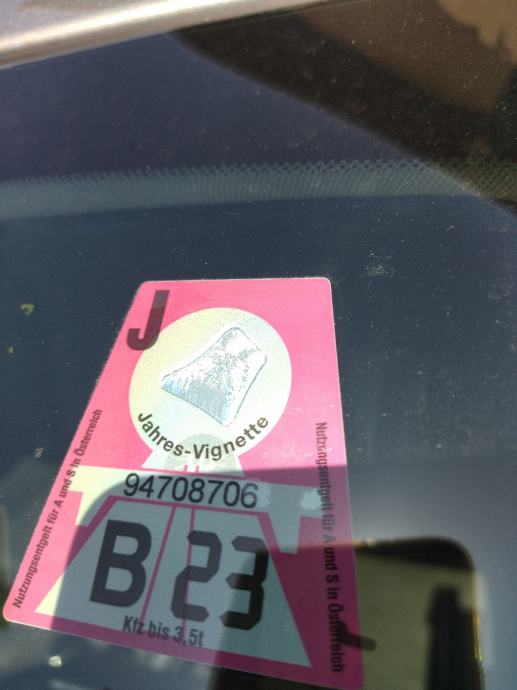 J
Jahres-Vignette
94708706
B 23
Kfz bis 3,5t
Nutzungsentgelt für A und S in Österreich
Nutzungsentgelt für A und S in Österreich